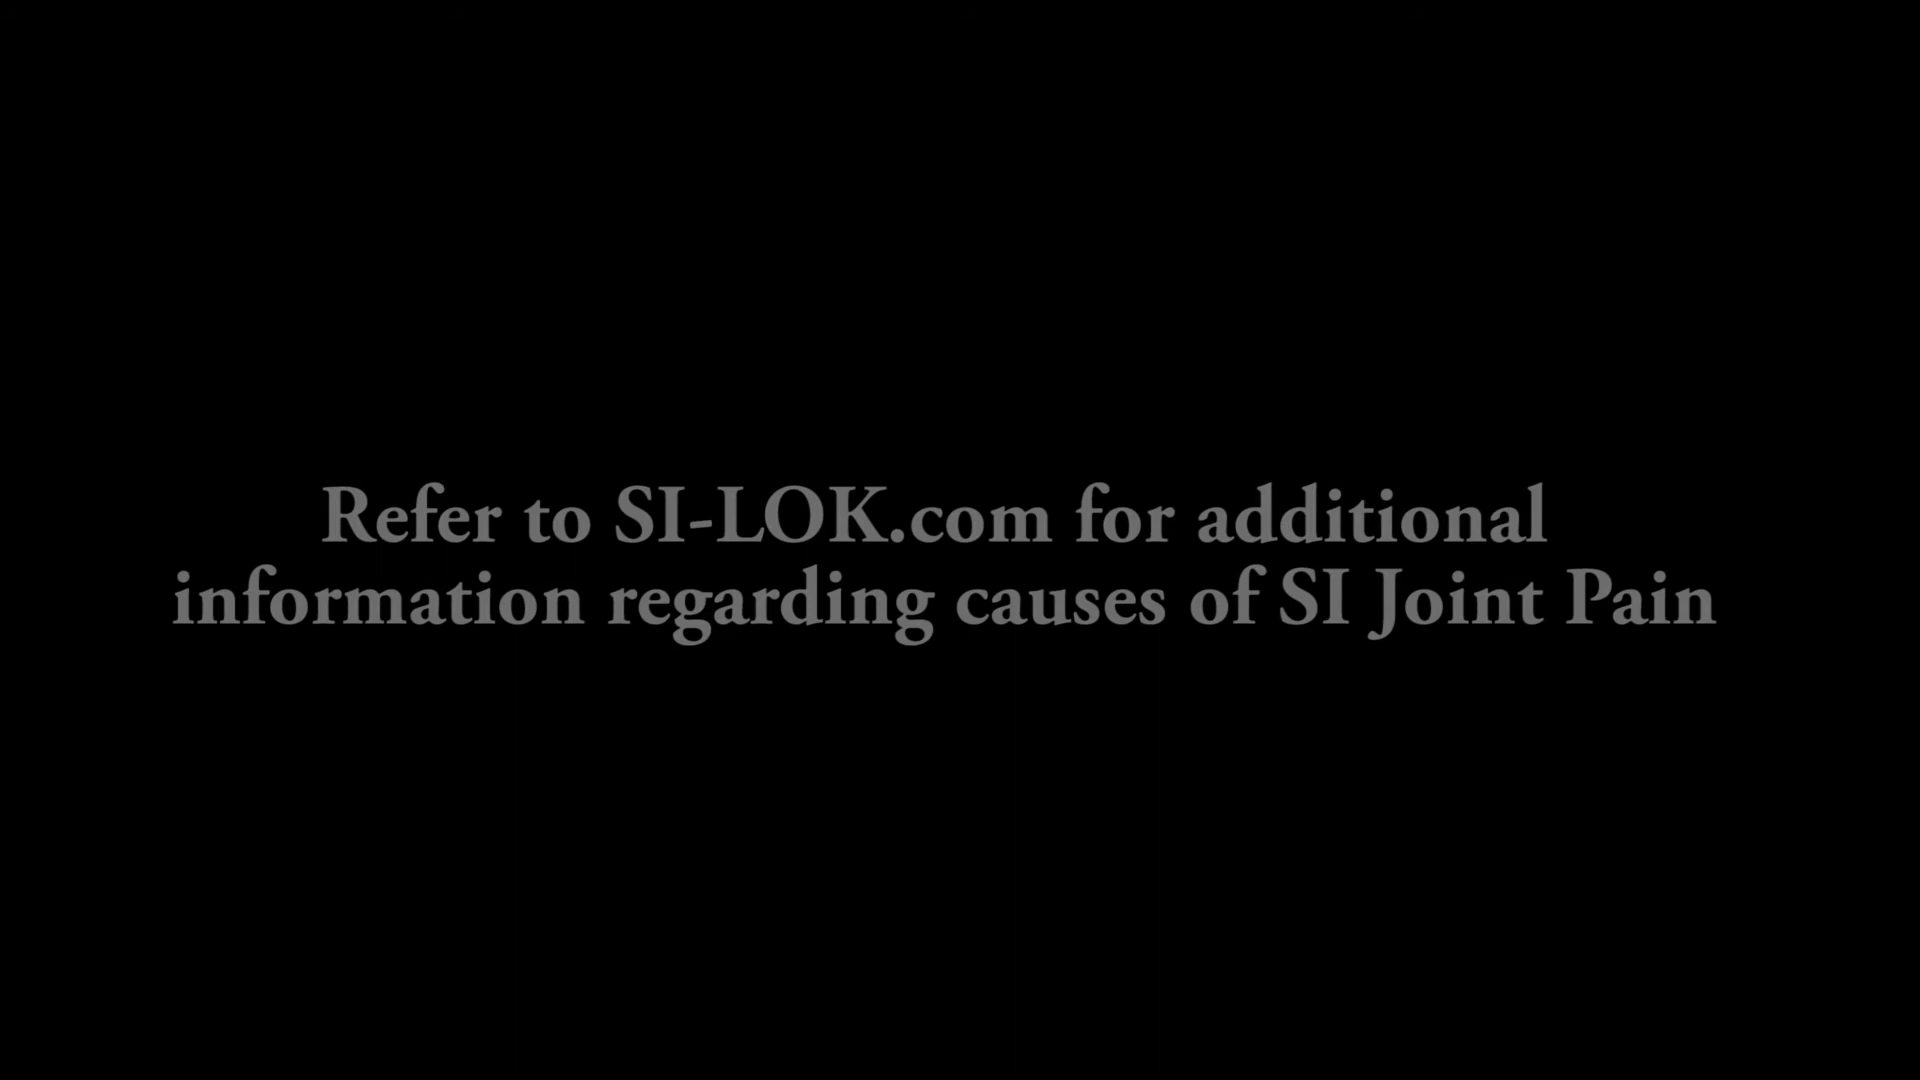 Refer to SI-LOK.com for additional
information regarding causes of SI Joint Pain